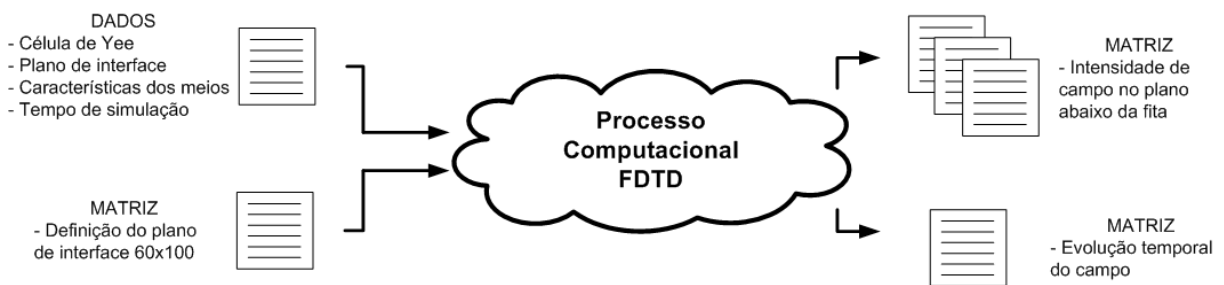 DADOS
- Célula de Yee
- Plano de interface
- Características dos meios
- Tempo de simulação
MATRIZ
- Definição do plano
de interface 60x100
Processo
Computacional
FDTD
MATRIZ
- Intensidade de
campo no plano
abaixo da fita
MATRIZ
- Evolução temporal
do campo